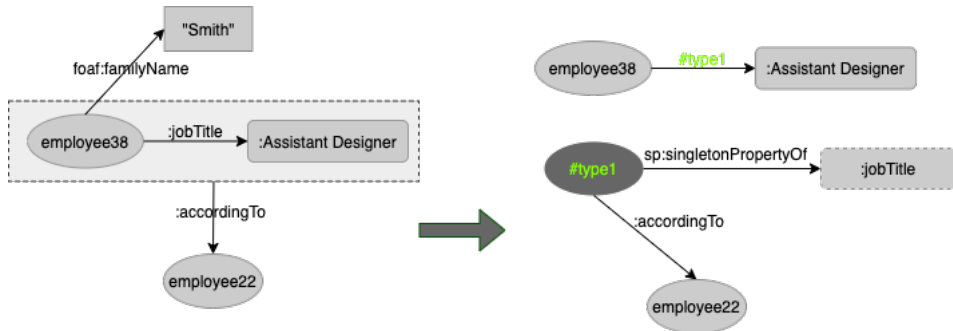 "Smith"
foaf:familyName
employee38
:jobTitle
:Assistant Designer
:accordingTo
employee22
employee38
#type1
:Assistant Designer
#type1
sp:singletonPropertyOf
:jobTitle
:accordingTo
employee22